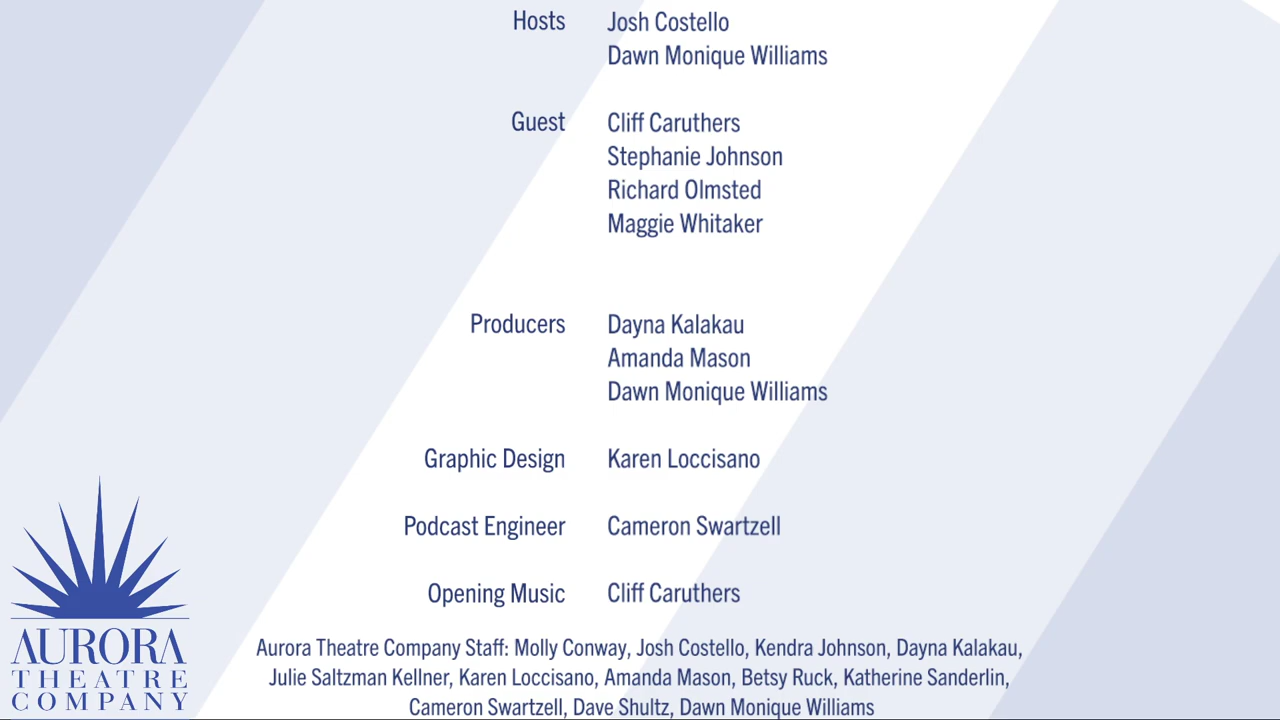 Hosts Josh Costello
Dawn Monique Williams
Guest Cliff Caruthers
Stephanie Johnson
Richard Olmsted
Maggie Whitaker
Producers Dayna Kalakau
Amanda Mason
Dawn Monique Williams
Graphic Design Karen Loccisano
Podcast Engineer Cameron Swartzell
Opening Music Cliff Caruthers
Aurora Theatre Company Staff: Molly Conway, Josh Costello, Kendra Johnson, Dayna Kalakau,
Julie Saltzman Kellner, Karen Loccisano, Amanda Mason, Betsy Ruck, Katherine Sanderlin,
Cameron Swartzell, Dave Shultz, Dawn Monique Williams
AURORA
THEATRE
COMPANY